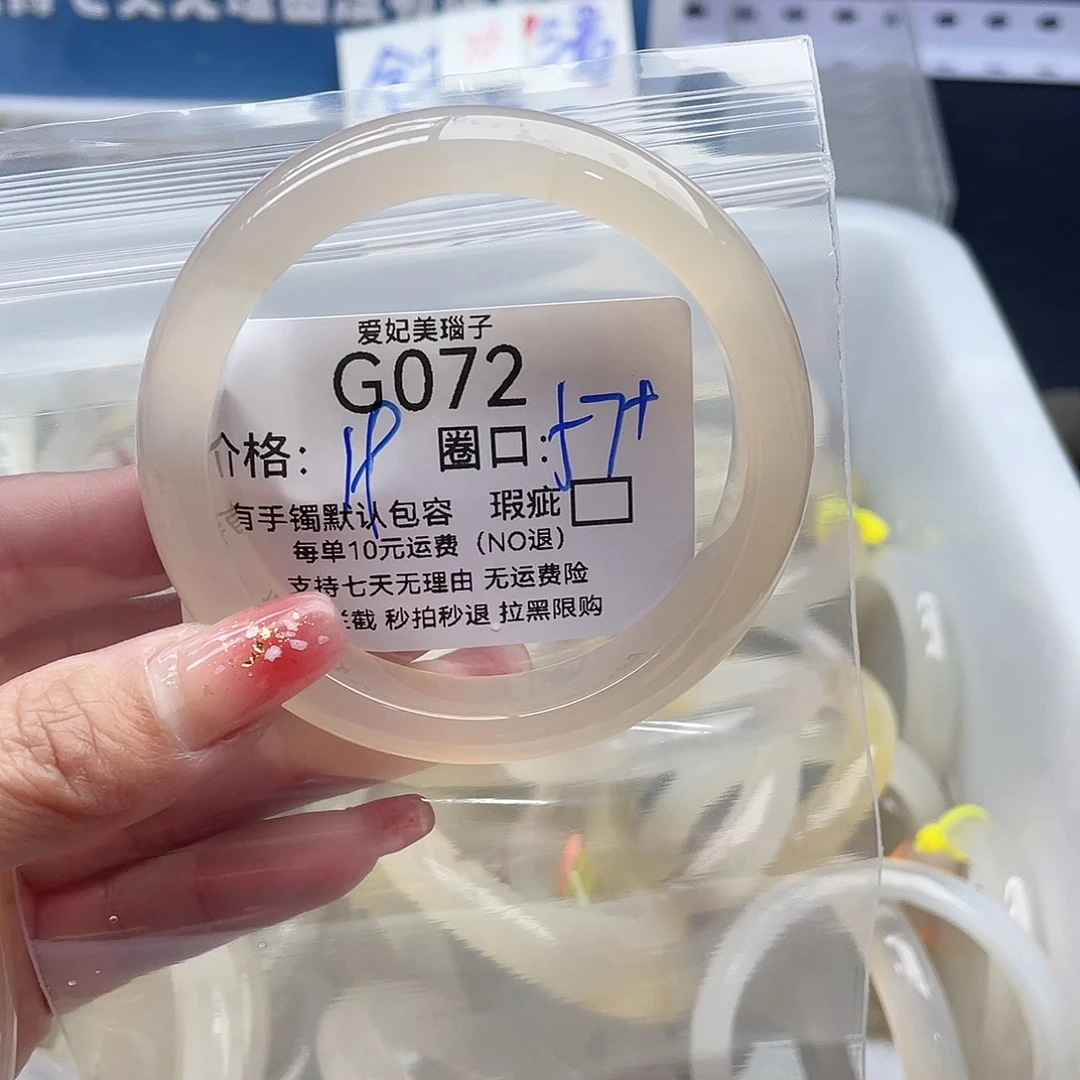 爱妃美瑙子
G072
价格： 圈口：57+
有手镯默认包容 瑕疵
每单10元运费（NO退）
支持七天无理由 无运费险
截 秒拍秒退 拉黑限购